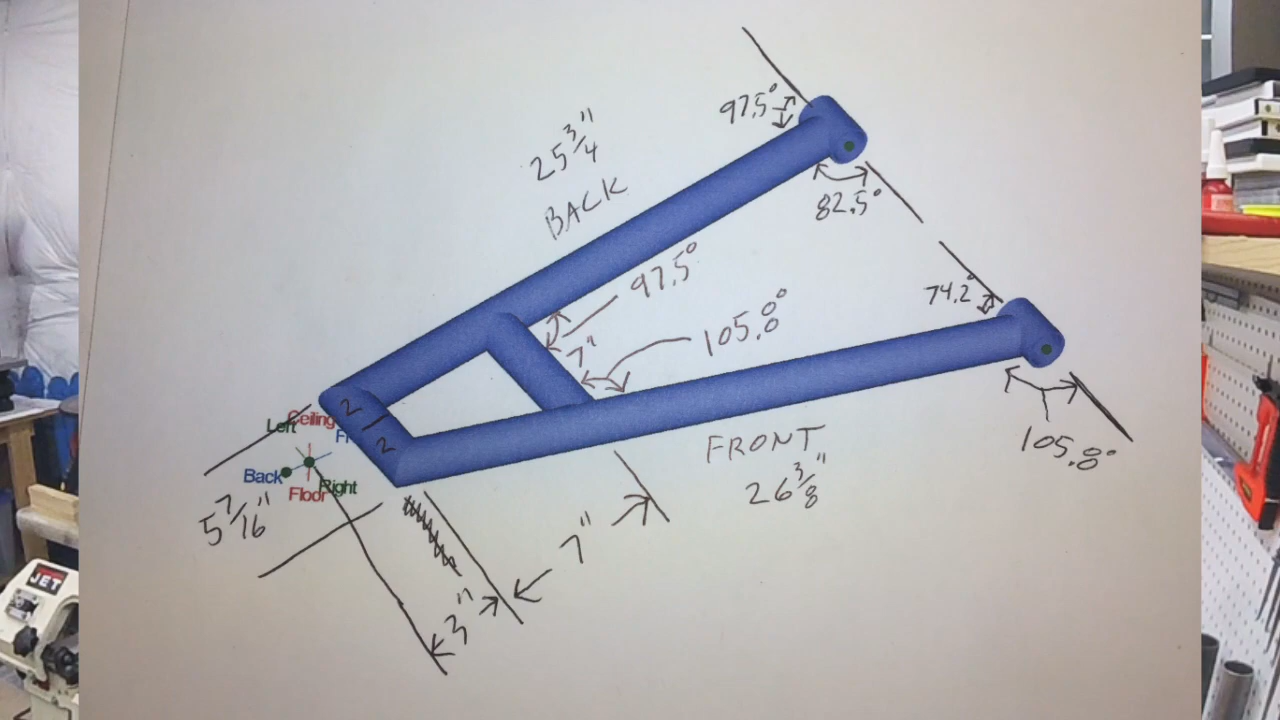 97.5°
25 3/4"
BACK
82.5°
97.5°
74.2°
7"
105.8°
2
2
Ceiling
Left
Fr
Back
Right
Floor
105.8°
FRONT
26 3/8"
5 7/16"
7"
3"
JET